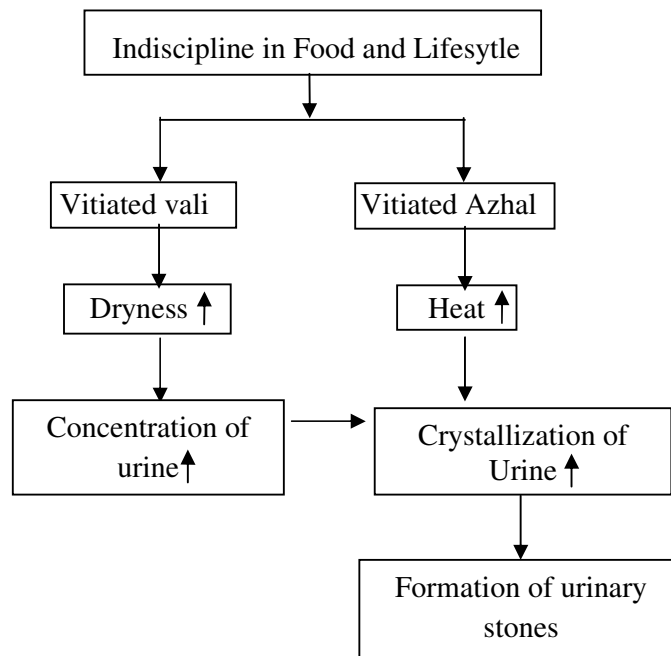 Indiscipline in Food and Lifesytle
Vitiated vali
Vitiated Azhal
Dryness
Heat
Concentration of
urine
Crystallization of
Urine
Formation of urinary
stones